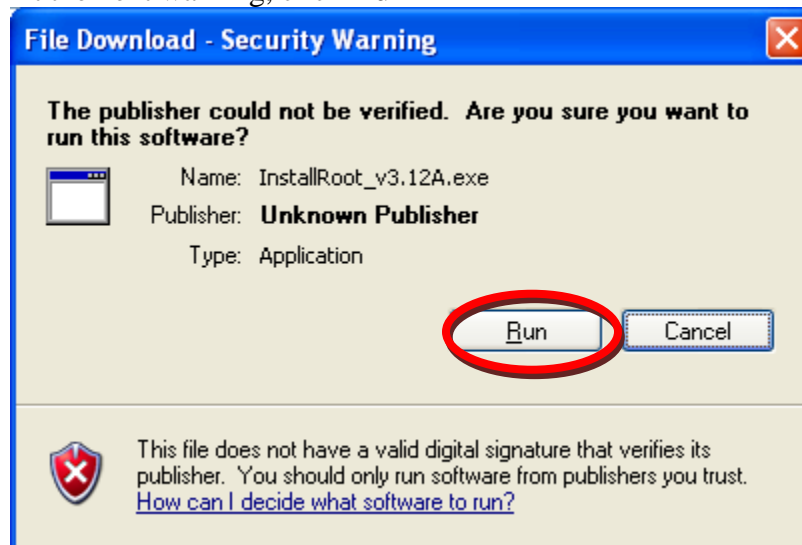 File Download - Security Warning
The publisher could not be verified. Are you sure you want to
run this software?
Name: InstallRoot_v3.12A.exe
Publisher: Unknown Publisher
Type: Application
Run Cancel
This file does not have a valid digital signature that verifies its
publisher. You should only run software from publishers you trust.
How can I decide what software to run?